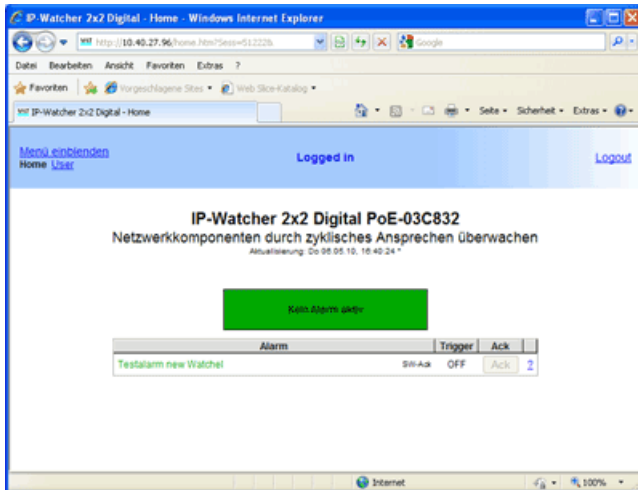 IP-Watcher 2x2 Digital - Home - Windows Internet Explorer
http://10.40.27.96/home.htm?Sess=51222b
Google
Datei Bearbeiten Ansicht Favoriten Extras ?
Favoriten Vorgeschlagene Sites Web Slice-Katalog
IP-Watcher 2x2 Digital - Home
Seite Sicherheit Extras
Menü einblenden
Home User
Logged in
Logout
IP-Watcher 2x2 Digital PoE-03C832
Netzwerkkomponenten durch zyklisches Ansprechen überwachen
Aktualisierung: Do 06.05.10, 16:40:24 *
Kein Alarm aktiv
Alarm Trigger Ack
Testalarm new Watchel SW-Ack OFF Ack ?
Internet
100%